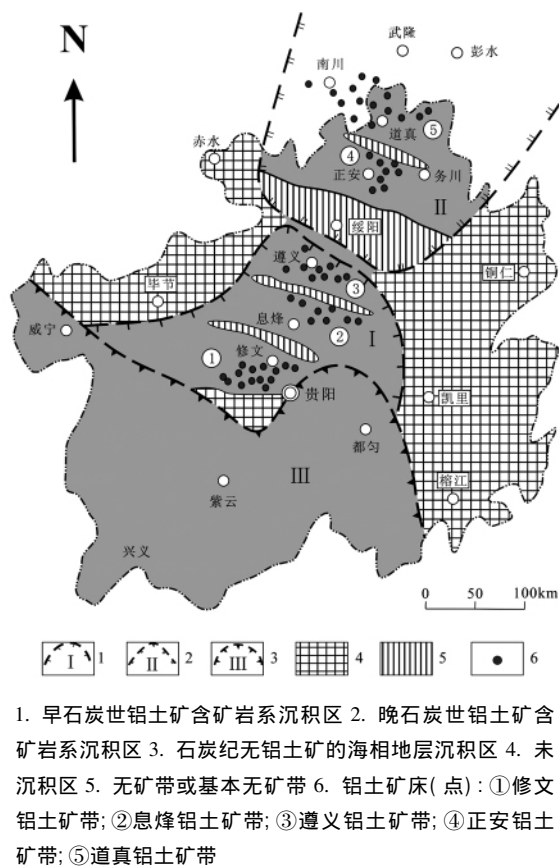 N
武隆
彭水
南川
道真
⑤
赤水
④
正安
务川
Ⅱ
绥阳
遵义
铜仁
③
毕节
威宁
息烽
②
Ⅰ
①
修文
凯里
贵阳
都匀
Ⅲ
紫云
榕江
兴义
0 50 100km
Ⅰ 1 Ⅱ 2 Ⅲ 3 4 5 6
1. 早石炭世铝土矿含矿岩系沉积区 2. 晚石炭世铝土矿含
矿岩系沉积区 3. 石炭纪无铝土矿的海相地层沉积区 4. 未
沉积区 5. 无矿带或基本无矿带 6. 铝土矿床(点):①修文
铝土矿带;②息烽铝土矿带;③遵义铝土矿带;④正安铝土
矿带;⑤道真铝土矿带